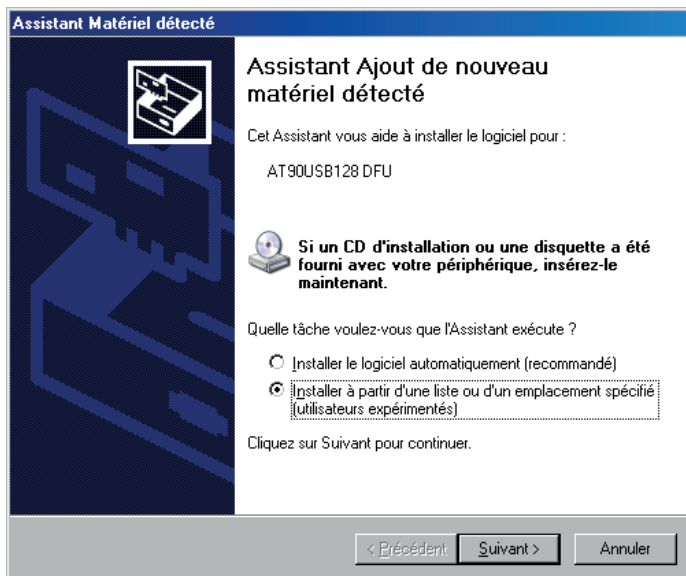 Assistant Matériel détecté
Assistant Ajout de nouveau
matériel détecté
Cet Assistant vous aide à installer le logiciel pour :
AT90USB128 DFU
Si un CD d'installation ou une disquette a été
fourni avec votre périphérique, insérez-le
maintenant.
Quelle tâche voulez-vous que l'Assistant exécute ?
Installer le logiciel automatiquement (recommandé)
Installer à partir d'une liste ou d'un emplacement spécifié
(utilisateurs expérimentés)
Cliquez sur Suivant pour continuer.
< Précédent Suivant > Annuler